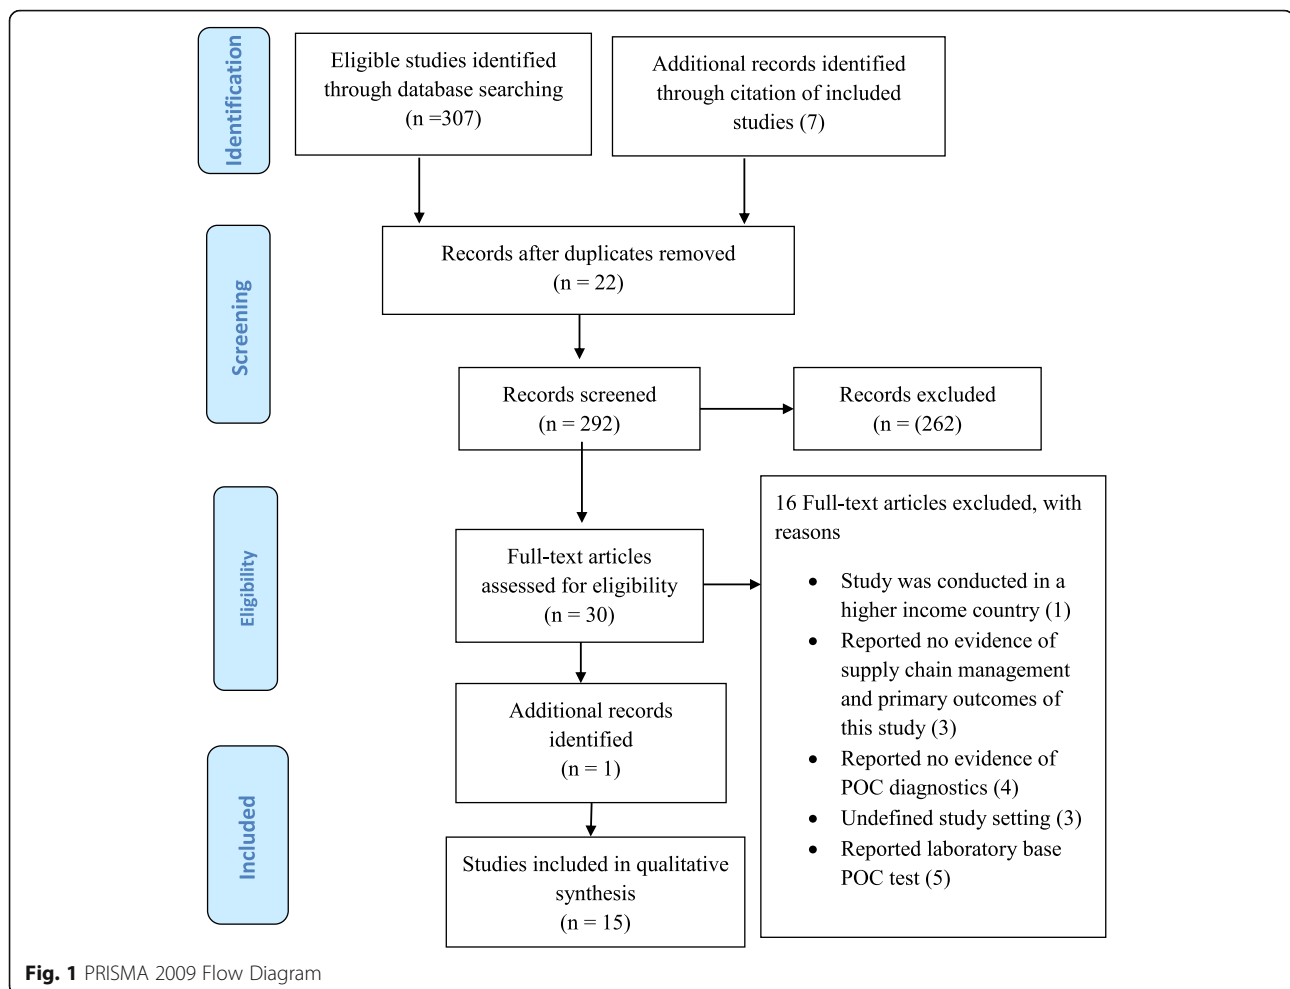 Identification
Eligible studies identified
through database searching
(n =307)
Additional records identified
through citation of included
studies (7)
Screening
Records after duplicates removed
(n = 22)
Records screened
(n = 292)
Records excluded
(n = (262)
Eligibility
Full-text articles
assessed for eligibility
(n = 30)
16 Full-text articles excluded, with
reasons
• Study was conducted in a
higher income country (1)
• Reported no evidence of
supply chain management
and primary outcomes of
this study (3)
• Reported no evidence of
POC diagnostics (4)
• Undefined study setting (3)
• Reported laboratory base
POC test (5)
Additional records
identified
(n = 1)
Included
Studies included in qualitative
synthesis
(n = 15)
Fig. 1 PRISMA 2009 Flow Diagram